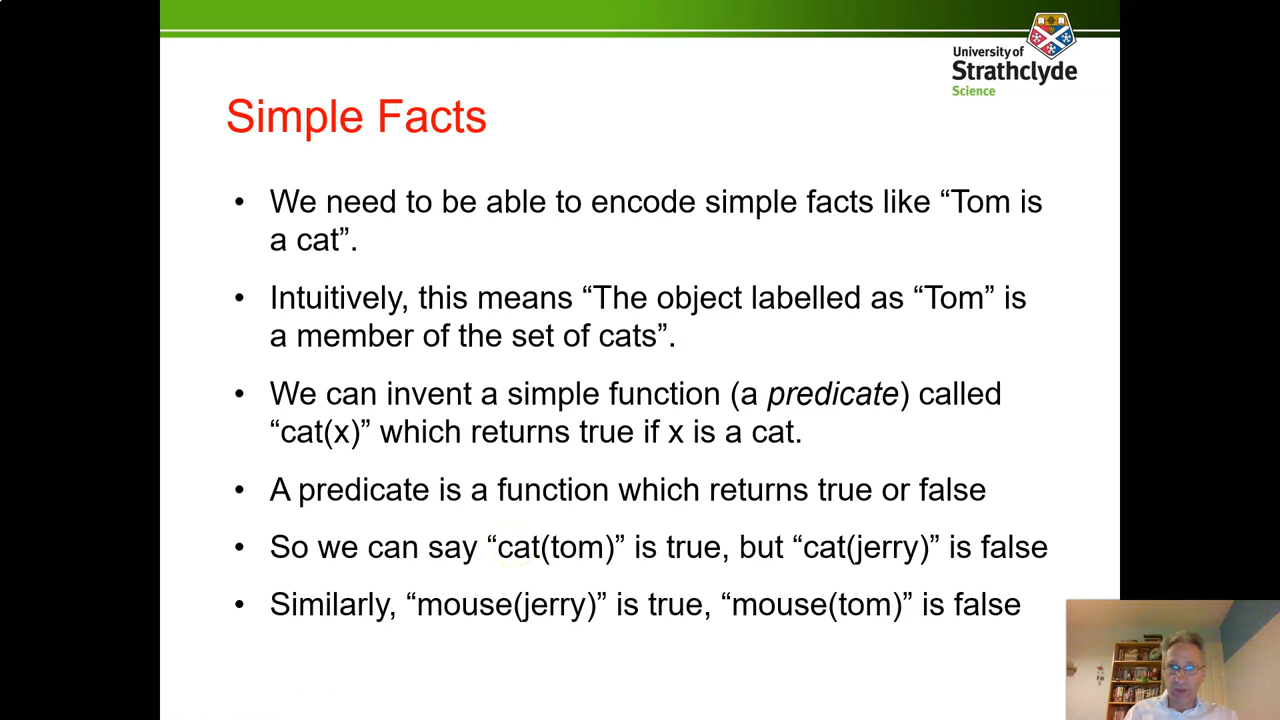 University of
Strathclyde
Science
Simple Facts
• We need to be able to encode simple facts like “Tom is
a cat”.
• Intuitively, this means “The object labelled as “Tom” is
a member of the set of cats”.
• We can invent a simple function (a predicate) called
“cat(x)” which returns true if x is a cat.
• A predicate is a function which returns true or false
• So we can say “cat(tom)” is true, but “cat(jerry)” is false
• Similarly, “mouse(jerry)” is true, “mouse(tom)” is false